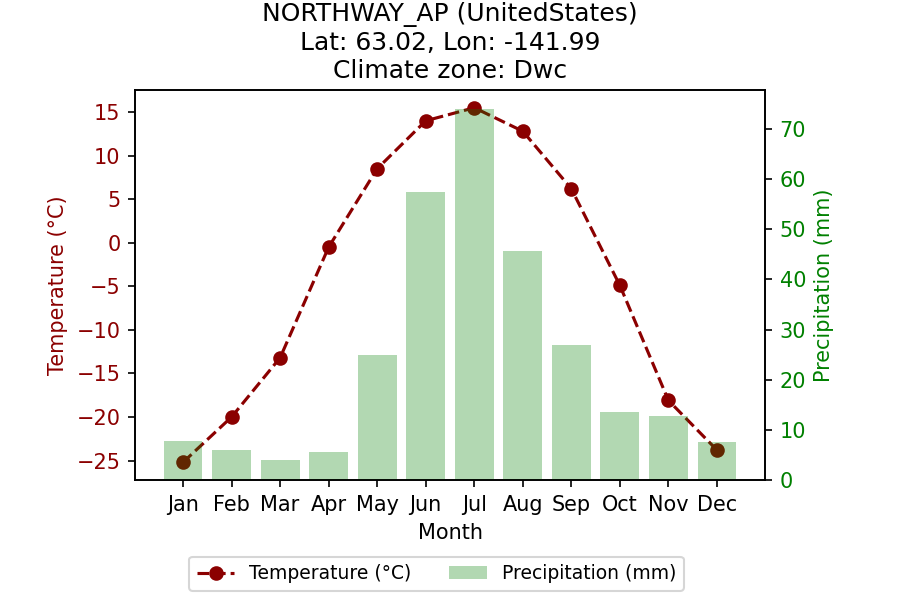 NORTHWAY_AP (UnitedStates)
Lat: 63.02, Lon: -141.99
Climate zone: Dwc
15
10
5
0
−5
−10
−15
−20
−25
Temperature (°C)
70
60
50
40
30
20
10
0
Precipitation (mm)
Jan Feb Mar Apr May Jun Jul Aug Sep Oct Nov Dec
Month
Temperature (°C) Precipitation (mm)